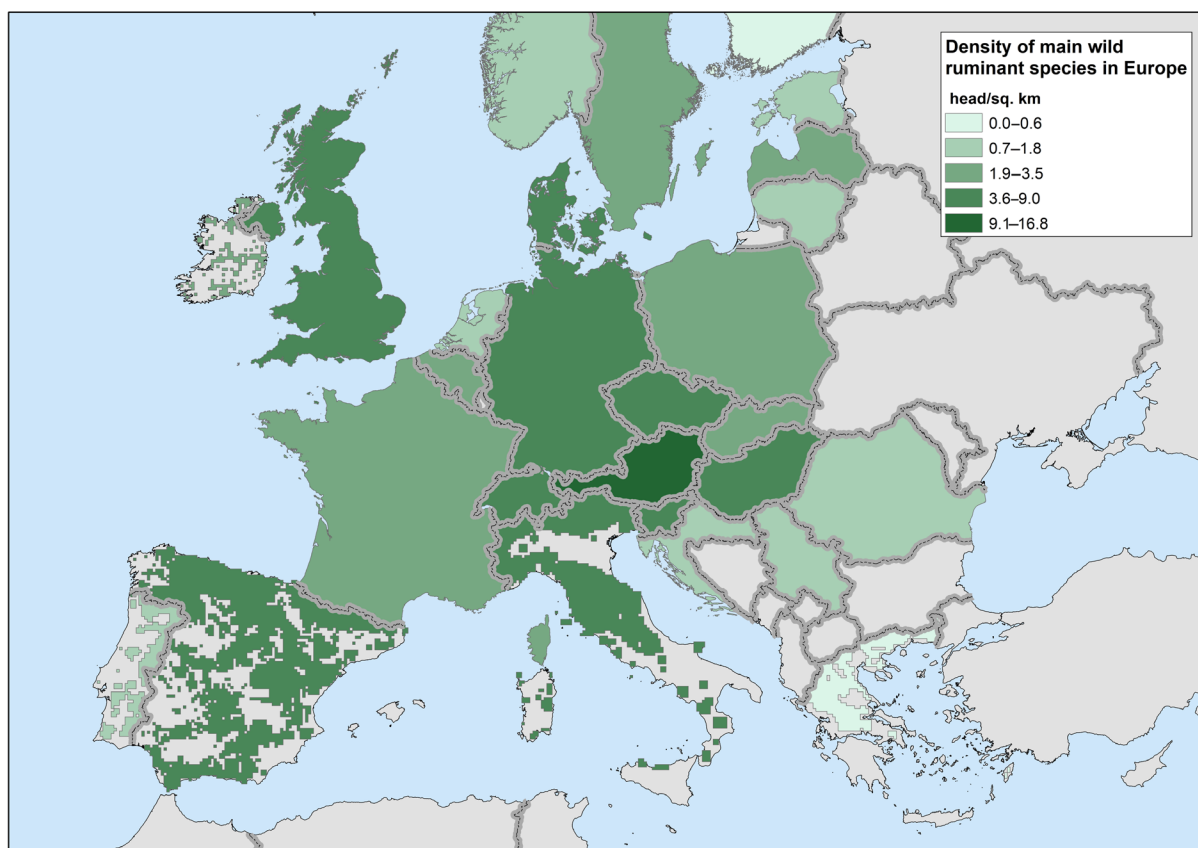 Density of main wild
ruminant species in Europe
head/sq. km
0.0–0.6
0.7–1.8
1.9–3.5
3.6–9.0
9.1–16.8